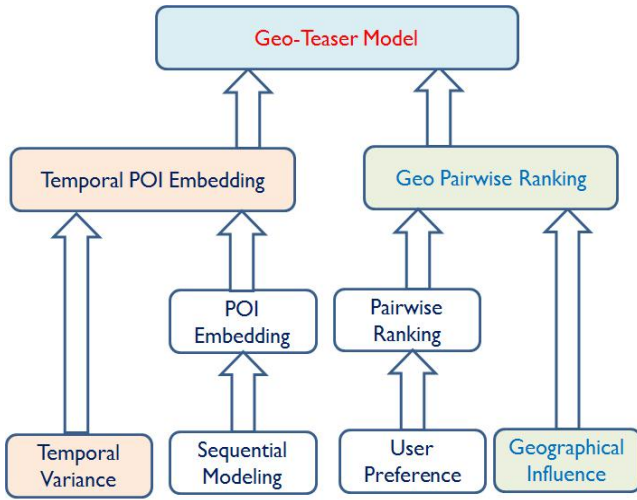 Geo-Teaser Model
Temporal POI Embedding
Geo Pairwise Ranking
POI
Embedding
Pairwise
Ranking
Temporal
Variance
Sequential
Modeling
User
Preference
Geographical
Influence